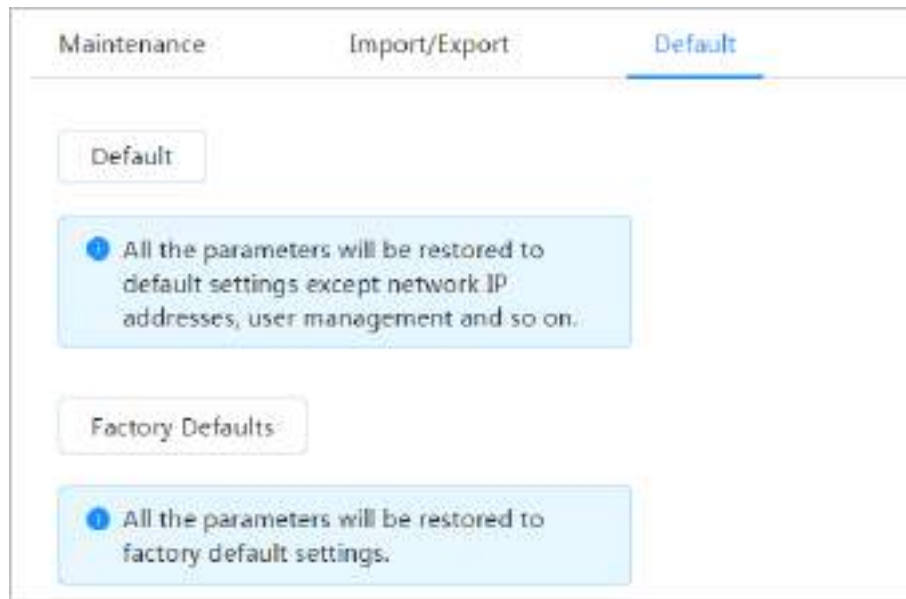 Maintenance Import/Export Default
Default
All the parameters will be restored to
default settings except network IP
addresses, user management and so on.
Factory Defaults
All the parameters will be restored to
factory default settings.